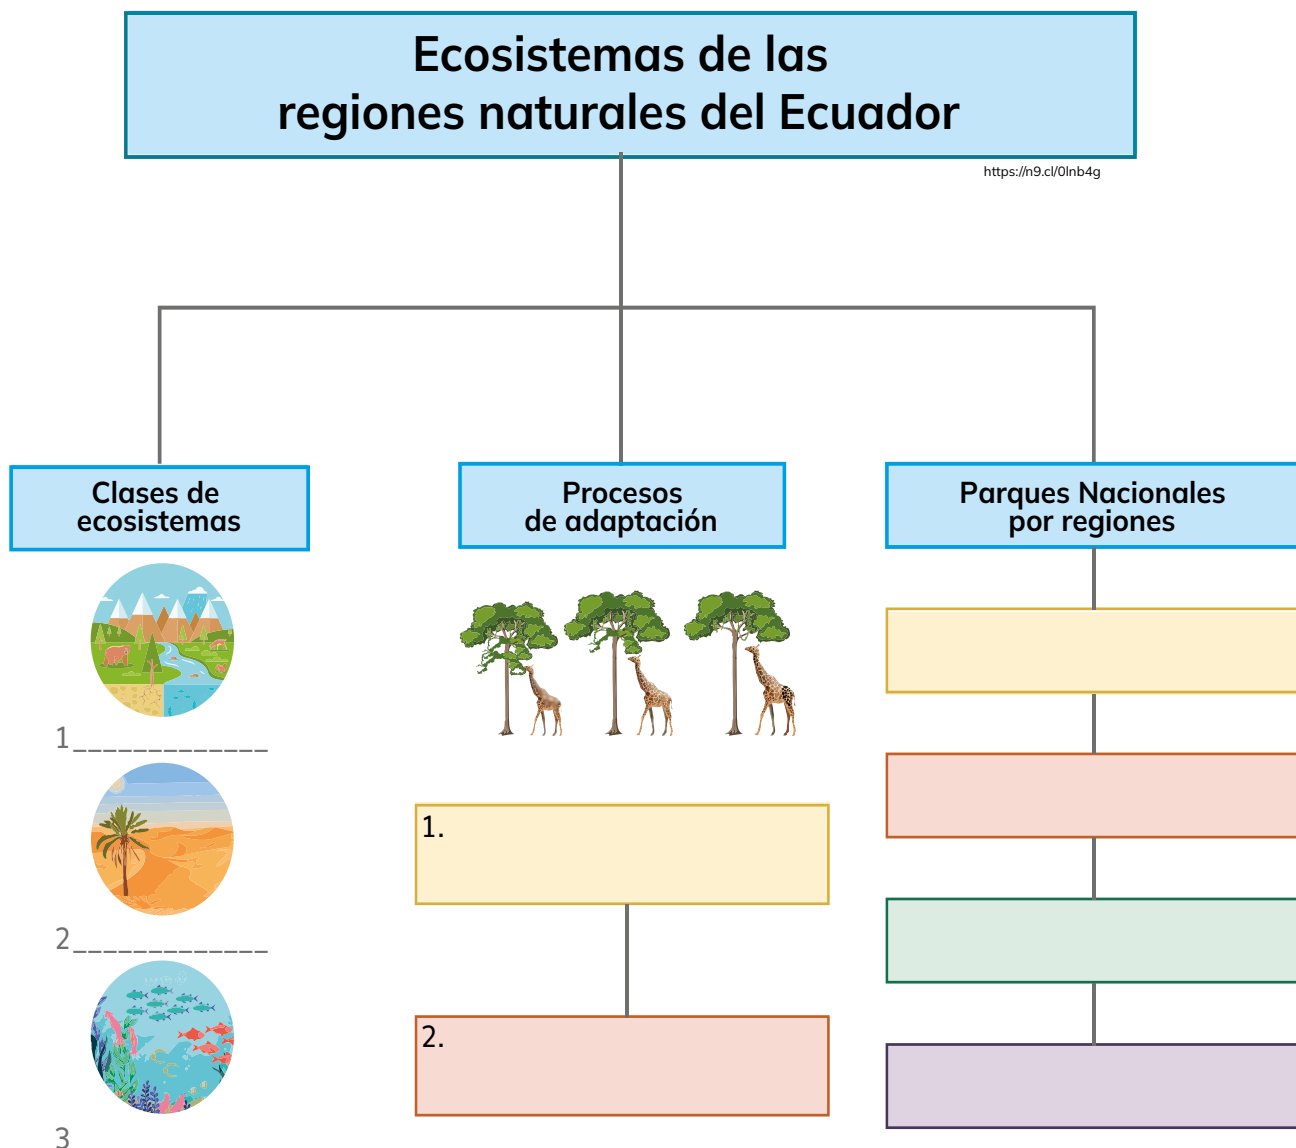 Ecosistemas de las
regiones naturales del Ecuador
https://n9.cl/0lnb4g
Clases de
ecosistemas
Procesos
de adaptación
Parques Nacionales
por regiones
1_____________
2_____________
3
1.
2.